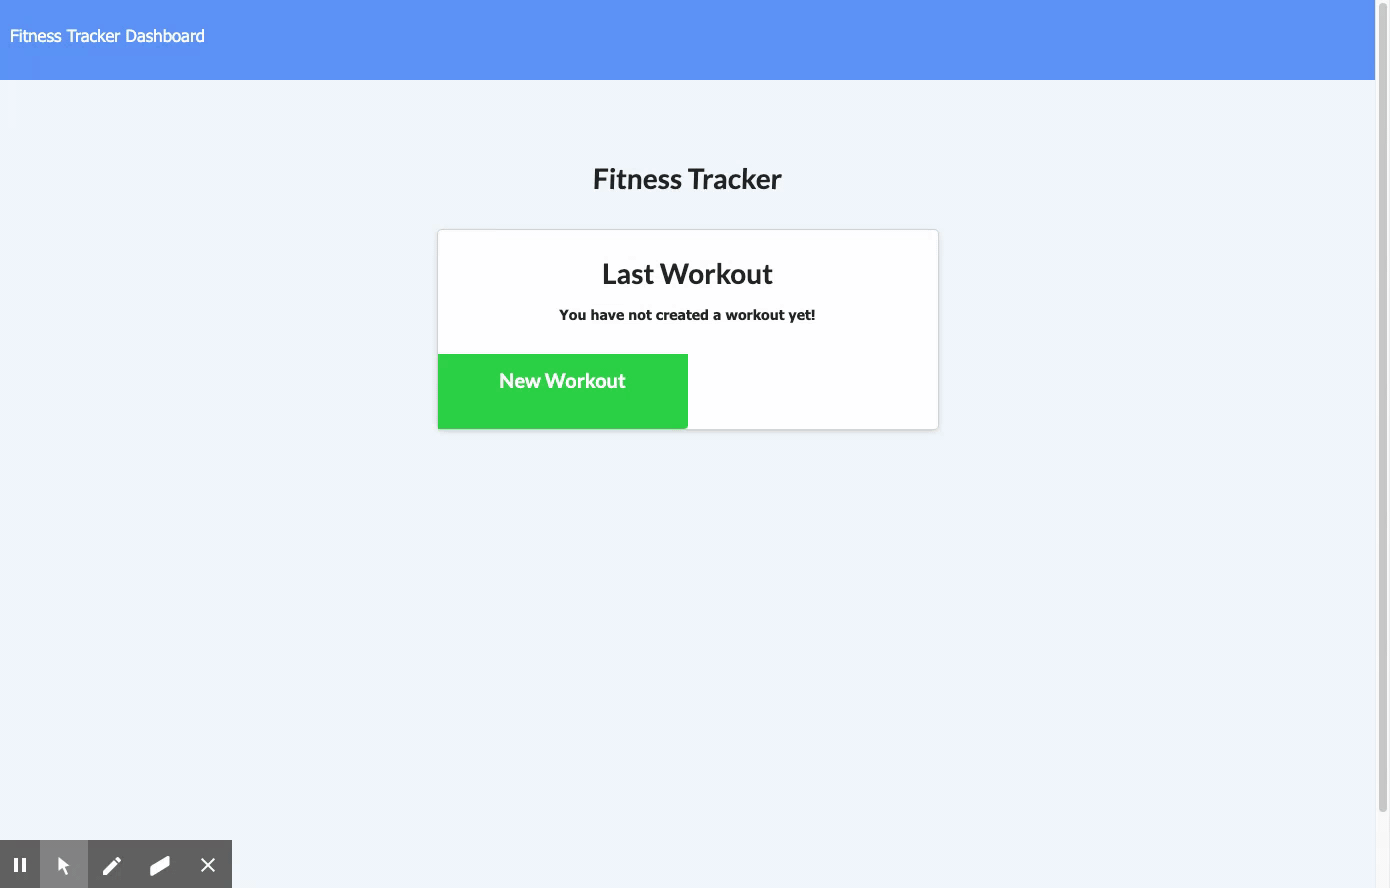 Fitness Tracker Dashboard
Fitness Tracker
Last Workout
You have not created a workout yet!
New Workout